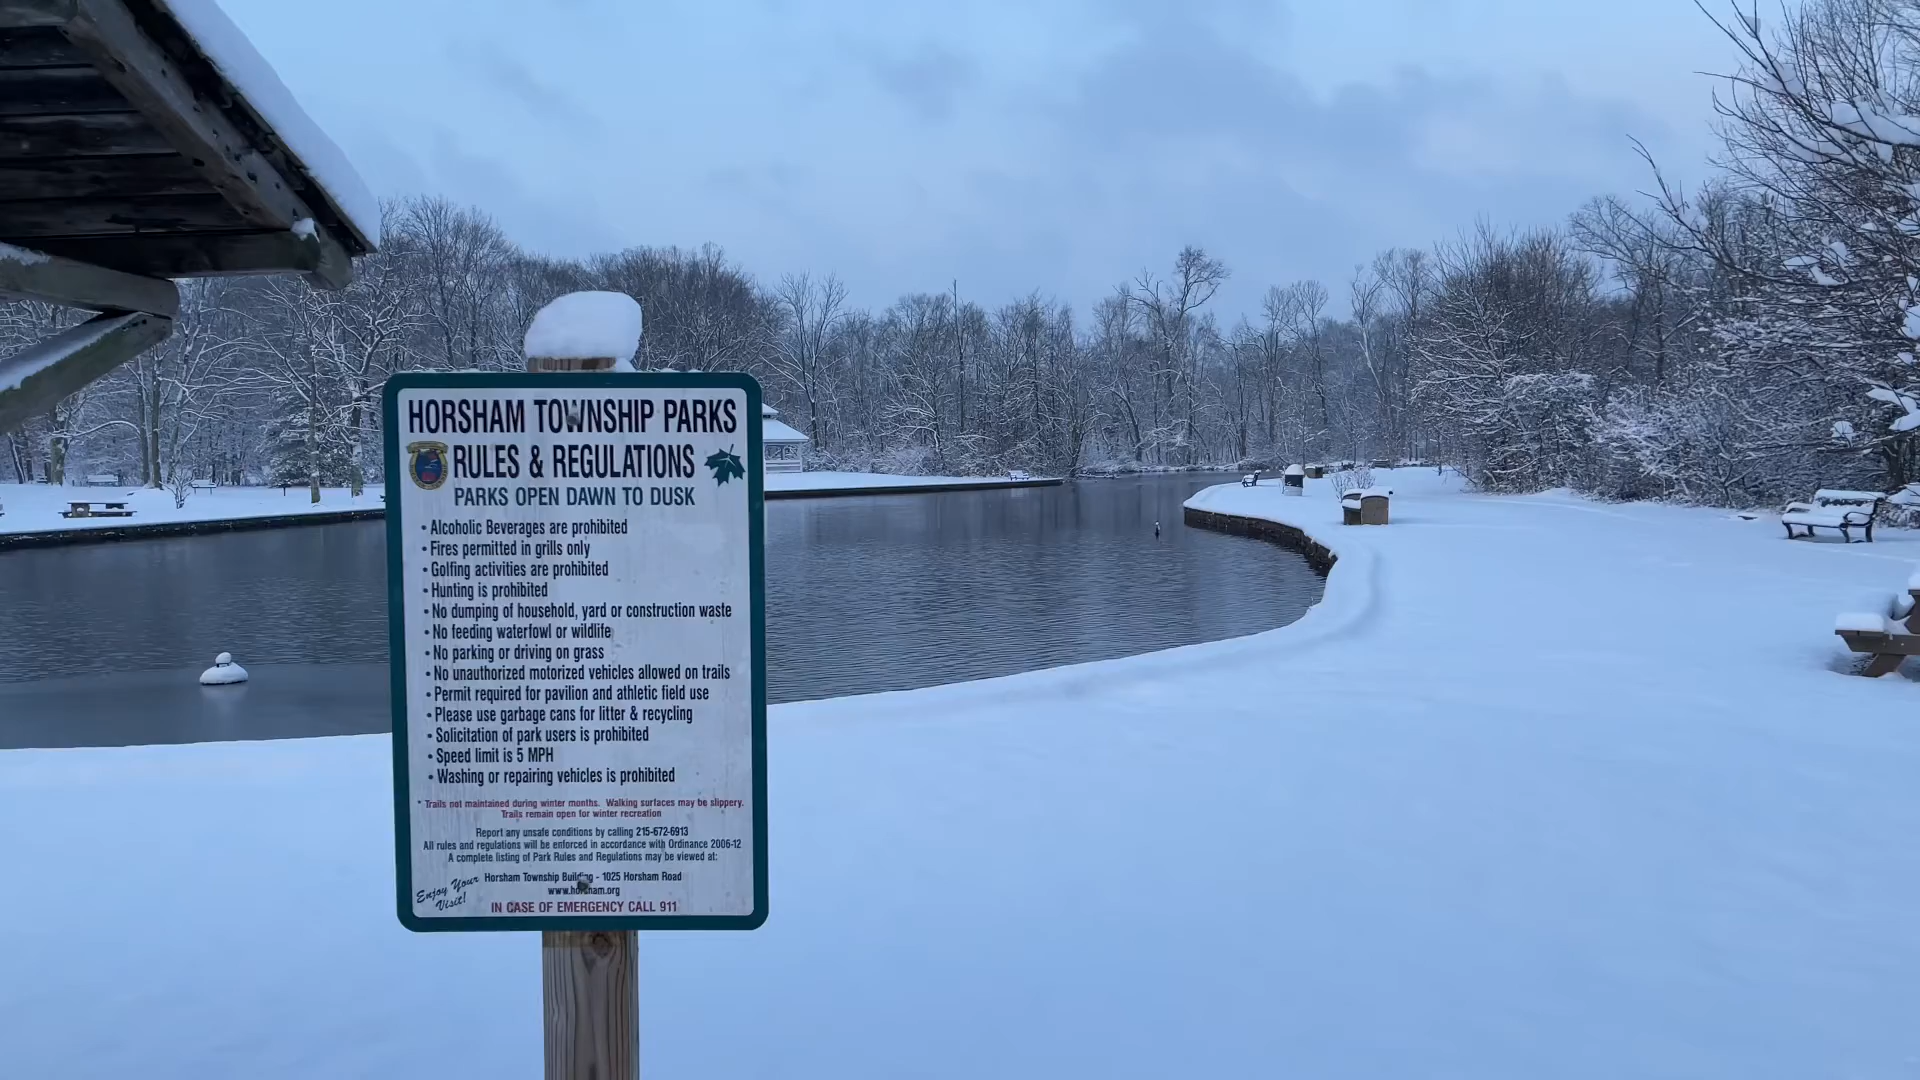 HORSHAM TOWNSHIP PARKS
RULES & REGULATIONS
PARKS OPEN DAWN TO DUSK
• Alcoholic Beverages are prohibited
• Fires permitted in grills only
• Golfing activities are prohibited
• Hunting is prohibited
• No dumping of household, yard or construction waste
• No feeding waterfowl or wildlife
• No parking or driving on grass
• No unauthorized motorized vehicles allowed on trails
• Permit required for pavilion and athletic field use
• Please use garbage cans for litter & recycling
• Solicitation of park users is prohibited
• Speed limit is 5 MPH
• Washing or repairing vehicles is prohibited
* Trails not maintained during winter months. Walking surfaces may be slippery.
Trails remain open for winter recreation
Report any unsafe conditions by calling 215-672-6913
All rules and regulations will be enforced in accordance with Ordinance 2006-12
A complete listing of Park Rules and Regulations may be viewed at:
Horsham Township Building - 1025 Horsham Road
www.horsham.org
Enjoy Your
Visit!
IN CASE OF EMERGENCY CALL 911